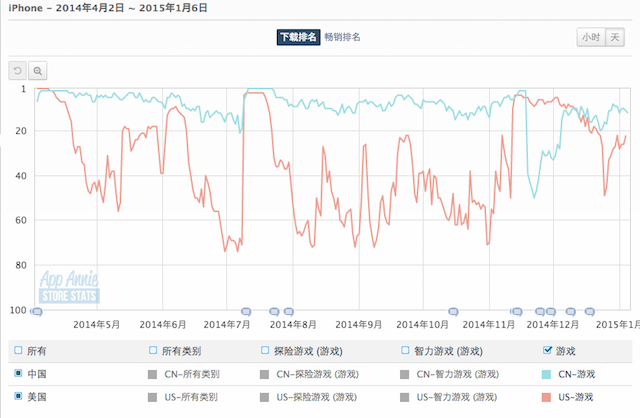 iPhone – 2014年4月2日 ~ 2015年1月6日
下载排名 畅销排名
小时 天
1
20
40
60
80
100
App Annie
STORE STATS
2014年5月 2014年6月 2014年7月 2014年8月 2014年9月 2014年10月 2014年11月 2014年12月 2015年1月
所有 所有类别 探险游戏 (游戏) 智力游戏 (游戏) 游戏
中国 CN-所有类别 CN-探险游戏 (游戏) CN-智力游戏 (游戏) CN-游戏
美国 US-所有类别 US-探险游戏 (游戏) US-智力游戏 (游戏) US-游戏